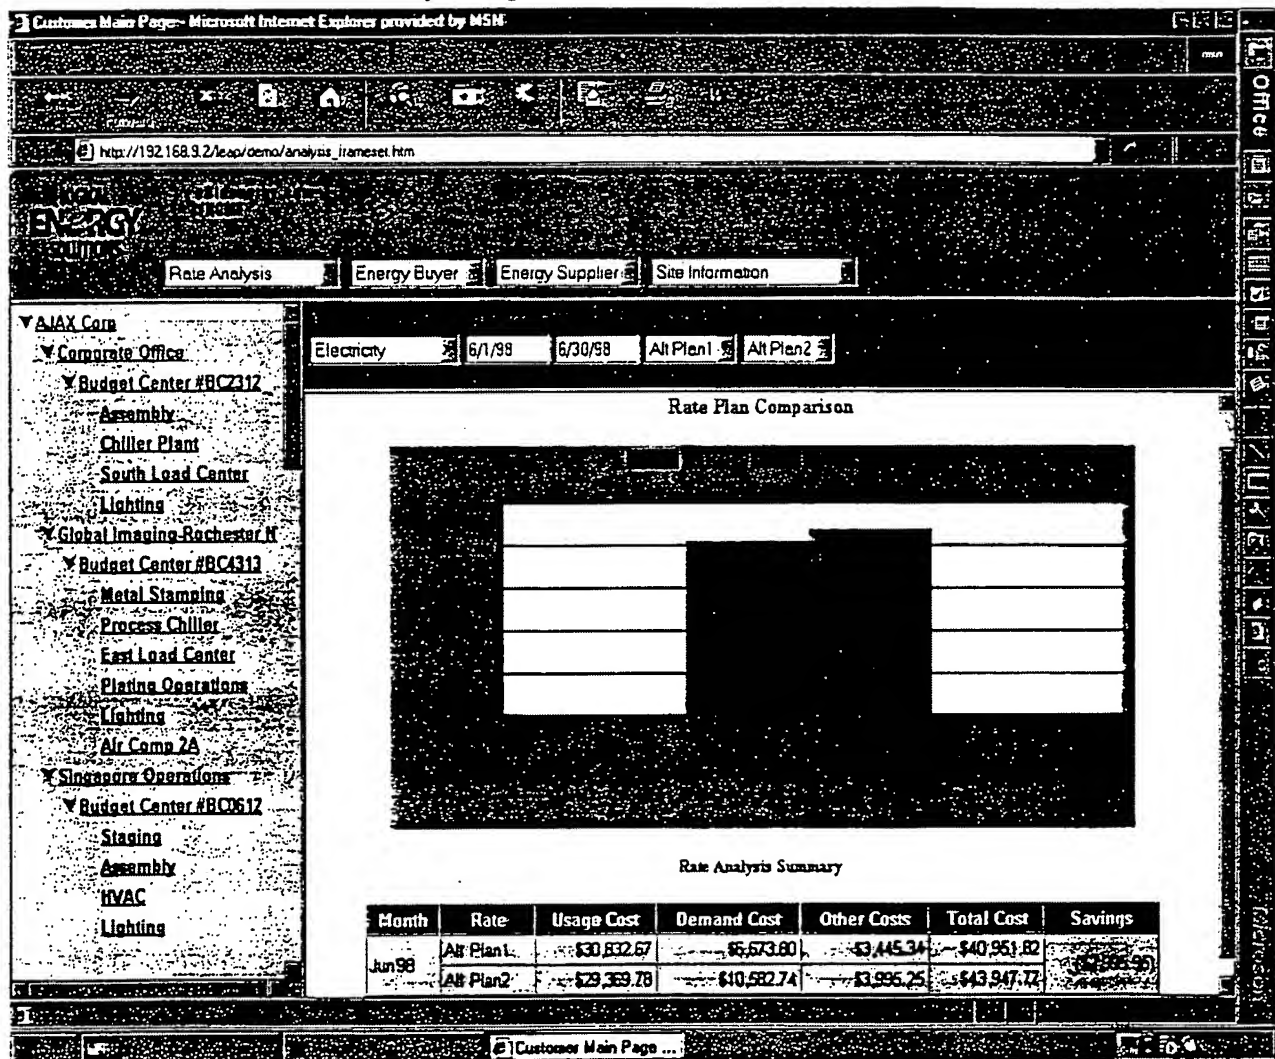 Customer Main Page - Microsoft Internet Explorer provided by MSN
msn
Office
http://192.168.9.2/leap/demo/analysis_frameset.htm
ENERGY
Rate Analysis Energy Buyer Energy Supplier Site Information
AJAX Corp
Corporate Office
Budget Center #BC2312
Assembly
Chiller Plant
South Load Center
Lighting
Global Imaging-Rochester N
Budget Center #BC4313
Metal Stamping
Process Chiller
East Load Center
Plating Operations
Lighting
Air Comp 2A
Singapore Operations
Budget Center #BC0612
Staging
Assembly
HVAC
Lighting
Electricity 6/1/98 6/30/98 Alt Plan1 Alt Plan2
Rate Plan Comparison
Rate Analysis Summary
Month Rate Usage Cost Demand Cost Other Costs Total Cost Savings
Jun 98 Alt Plan1 $30,832.67 $6,673.80 $3,445.34 $40,951.82
Alt Plan2 $29,369.78 $10,582.74 $3,995.25 $43,947.77
Customer Main Page ...